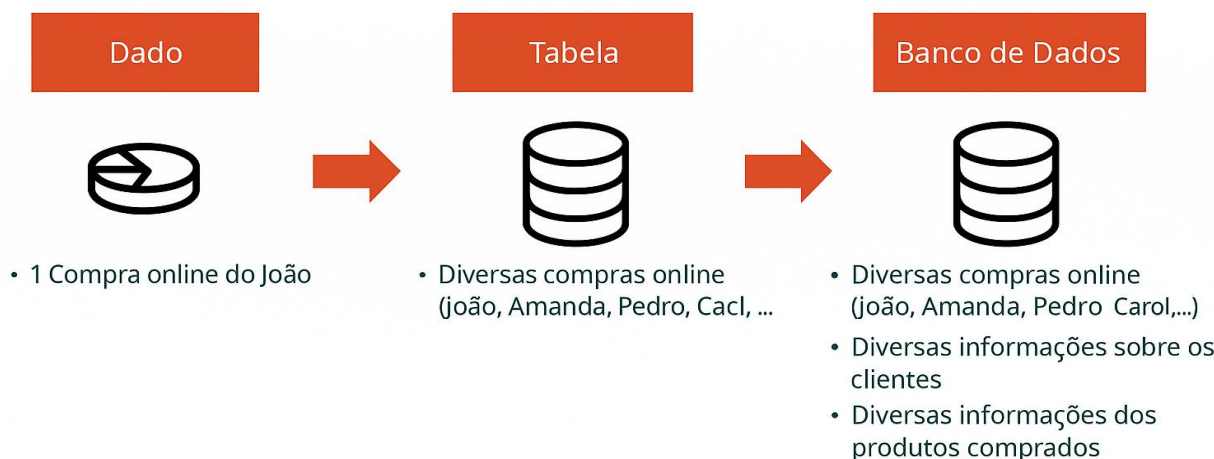 Dado
Tabela
Banco de Dados
• 1 Compra online do João
• Diversas compras online
(joão, Amanda, Pedro, Cacl, ...
• Diversas compras online
(joão, Amanda, Pedro Carol,...)
• Diversas informações sobre os
clientes
• Diversas informações dos
produtos comprados